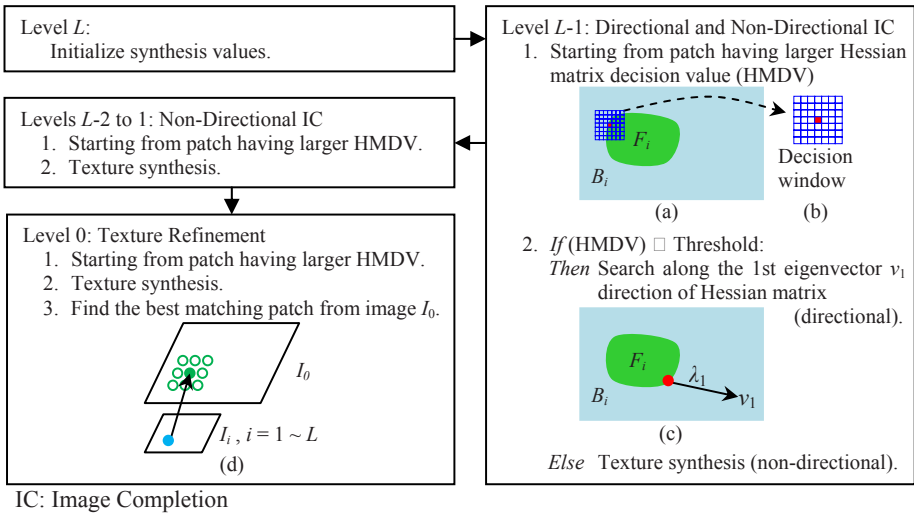 Level L:
Initialize synthesis values.
Level L-1: Directional and Non-Directional IC
1. Starting from patch having larger Hessian
matrix decision value (HMDV)
F_i
B_i
Decision
window
(a)
(b)
2. If (HMDV) □ Threshold:
Then Search along the 1st eigenvector v_1
direction of Hessian matrix
(directional).
F_i
B_i
λ_1
v_1
(c)
Else Texture synthesis (non-directional).
Levels L-2 to 1: Non-Directional IC
1. Starting from patch having larger HMDV.
2. Texture synthesis.
Level 0: Texture Refinement
1. Starting from patch having larger HMDV.
2. Texture synthesis.
3. Find the best matching patch from image I_0.
I_0
I_i , i = 1 ~ L
(d)
IC: Image Completion